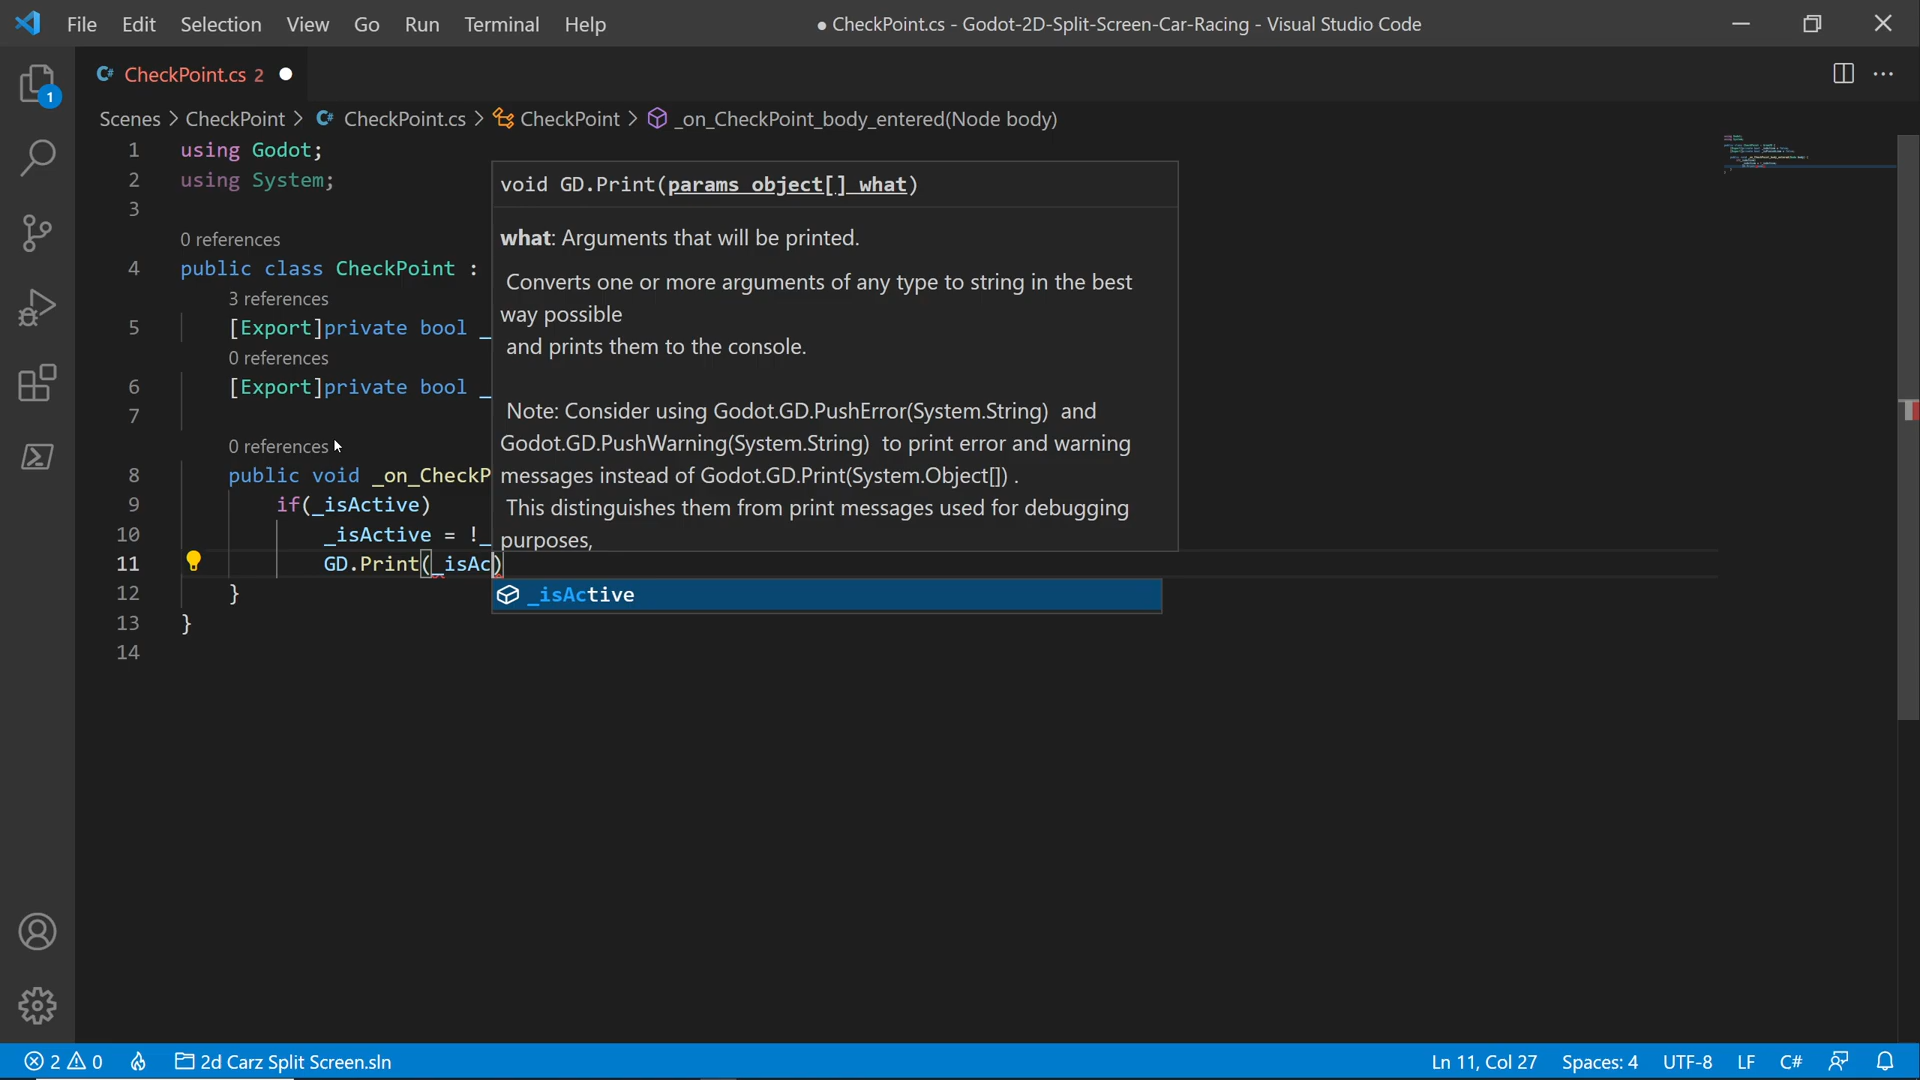 File Edit Selection View Go Run Terminal Help
● CheckPoint.cs - Godot-2D-Split-Screen-Car-Racing - Visual Studio Code
CheckPoint.cs 2 ●
Scenes > CheckPoint > CheckPoint.cs > CheckPoint > _on_CheckPoint_body_entered(Node body)
1
1 using Godot;
2 using System;
3
0 references
4 public class CheckPoint :
3 references
5 [Export]private bool _
0 references
6 [Export]private bool _
7
0 references
8 public void _on_CheckP
9 if(_isActive)
10 _isActive = !_
11 GD.Print(_isAc)
12 }
13 }
14
void GD.Print(params object[] what)
what: Arguments that will be printed.
Converts one or more arguments of any type to string in the best
way possible
and prints them to the console.
Note: Consider using Godot.GD.PushError(System.String) and
Godot.GD.PushWarning(System.String) to print error and warning
messages instead of Godot.GD.Print(System.Object[]) .
This distinguishes them from print messages used for debugging
purposes,
_isActive
2 0 2d Carz Split Screen.sln
Ln 11, Col 27 Spaces: 4 UTF-8 LF C#